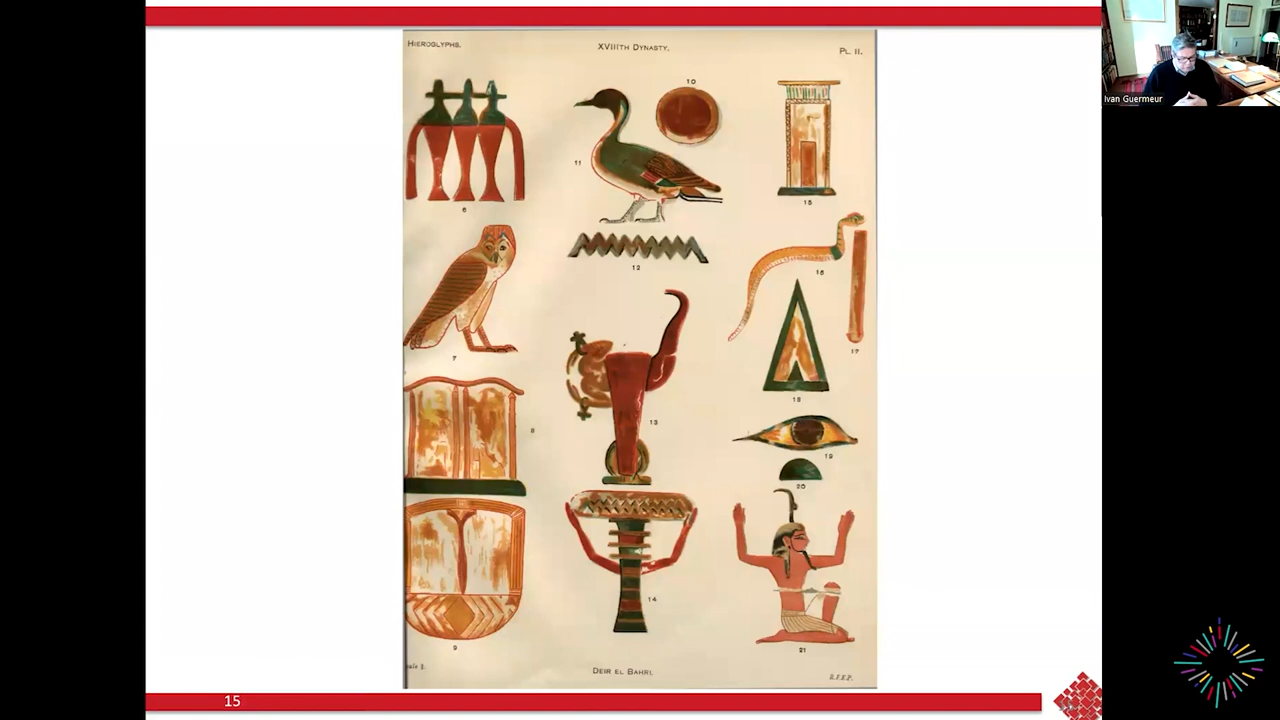 HIEROGLYPHS.
XVIIITH DYNASTY.
PL. II.
6
10
11
15
12
16
7
17
8
13
18
19
20
14
9
21
DEIR EL BAHRI.
R.F.E.P.
15
Ivan Guermeur